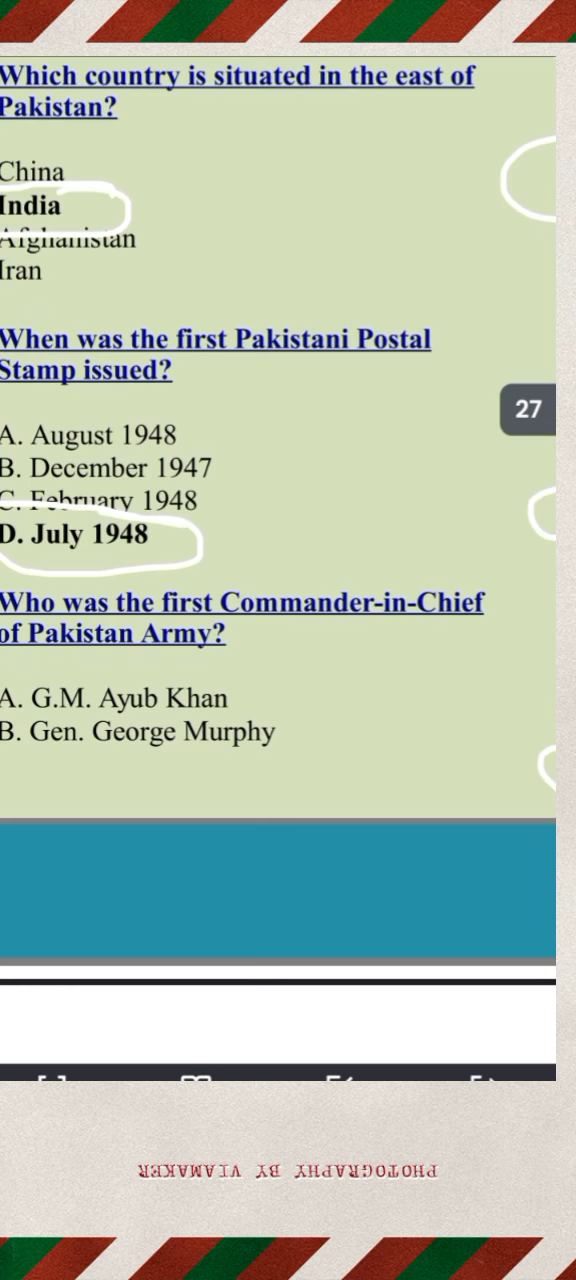 Which country is situated in the east of
Pakistan?
China
India
Afghanistan
Iran
When was the first Pakistani Postal
Stamp issued?
27
A. August 1948
B. December 1947
C. February 1948
D. July 1948
Who was the first Commander-in-Chief
of Pakistan Army?
A. G.M. Ayub Khan
B. Gen. George Murphy
PHOTOGRAPHY BY VIAMAKER